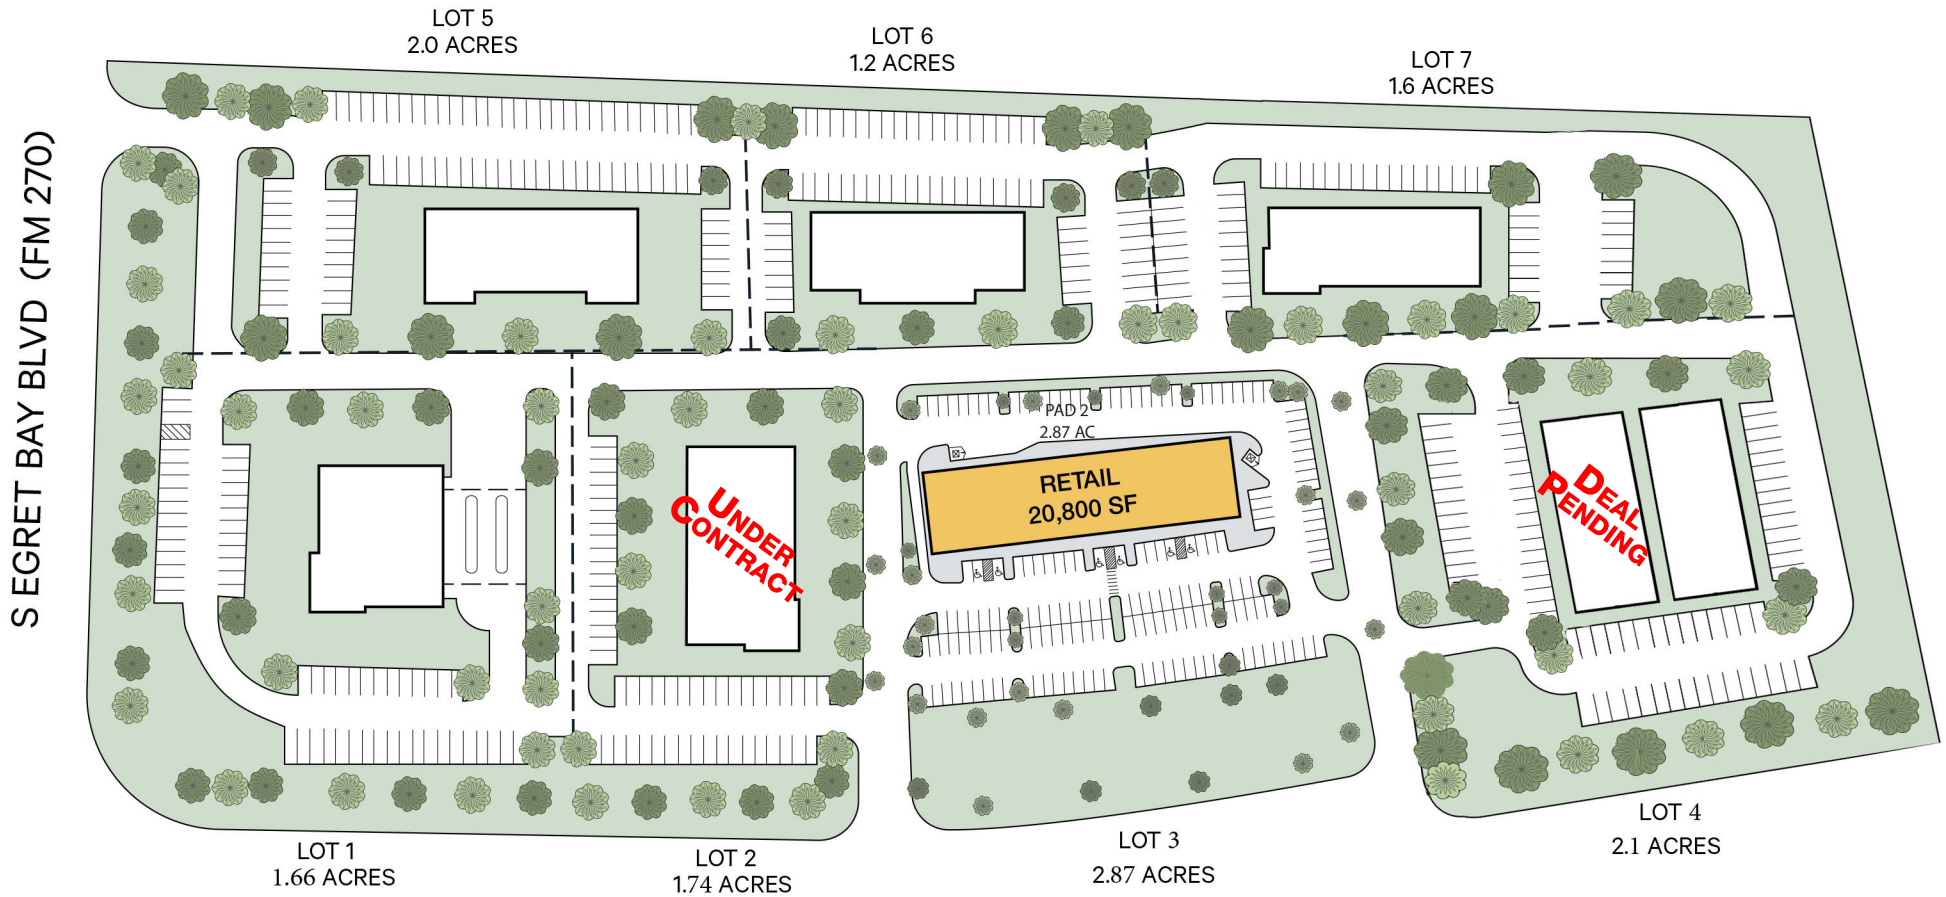 LOT 5
2.0 ACRES
LOT 6
1.2 ACRES
LOT 7
1.6 ACRES
S EGRET BAY BLVD (FM 270)
PAD 2
2.87 AC
RETAIL
20,800 SF
UNDER
CONTRACT
DEAL
PENDING
LOT 1
1.66 ACRES
LOT 2
1.74 ACRES
LOT 3
2.87 ACRES
LOT 4
2.1 ACRES